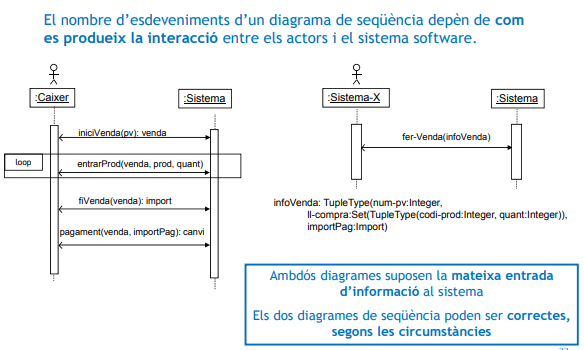 El nombre d’esdeveniments d’un diagrama de seqüència depèn de com
es produeix la interacció entre els actors i el sistema software.
:Caixer
:Sistema
iniciVenda(pv): venda
loop
entrarProd(venda, prod, quant)
fiVenda(venda): import
pagament(venda, importPag): canvi
:Sistema-X
:Sistema
fer-Venda(infoVenda)
infoVenda: TupleType(num-pv:Integer,
ll-compra:Set(TupleType(codi-prod:Integer, quant:Integer)),
importPag:Import)
Ambdós diagrames suposen la mateixa entrada
d’informació al sistema
Els dos diagrames de seqüència poden ser correctes,
segons les circumstàncies